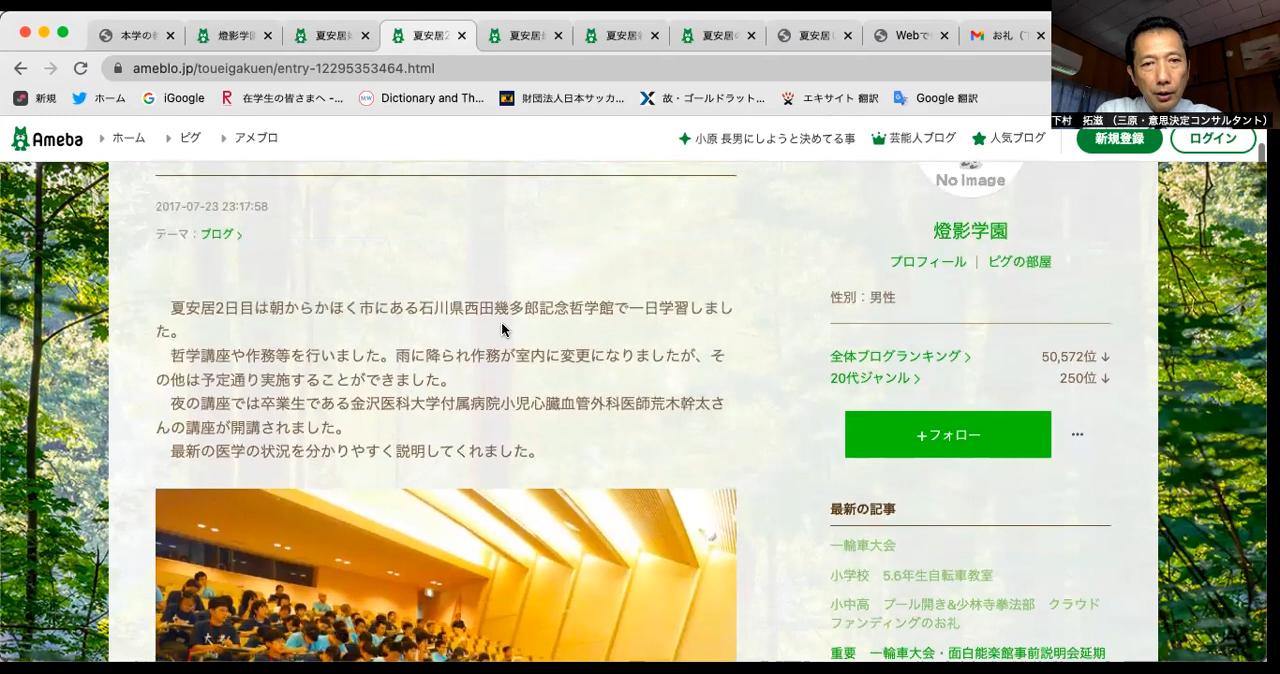 本学の
燈影学
夏安居
夏安居2
夏安居
夏安居
夏安居の
夏安居し
Webで
お礼（
ameblo.jp/toueigakuen/entry-12295353464.html
新規
ホーム
iGoogle
在学生の皆さまへ -...
Dictionary and Th...
財団法人日本サッカ...
故・ゴールドラット...
エキサイト 翻訳
Google 翻訳
下村　拓滋 （三原・意思決定コンサルタント）
Ameba
ホーム
ピグ
アメブロ
小原 長男にしようと決めてる事
芸能人ブログ
人気ブログ
新規登録
ログイン
2017-07-23 23:17:58
テーマ：ブログ
夏安居2日目は朝からかほく市にある石川県西田幾多郎記念哲学館で一日学習しまし
た。
哲学講座や作務等を行いました。雨に降られ作務が室内に変更になりましたが、そ
の他は予定通り実施することができました。
夜の講座では卒業生である金沢医科大学付属病院小児心臓血管外科医師荒木幹太さ
んの講座が開講されました。
最新の医学の状況を分かりやすく説明してくれました。
No Image
燈影学園
プロフィール | ピグの部屋
性別：男性
全体ブログランキング 50,572位 ↓
20代ジャンル 250位 ↓
+フォロー
...
最新の記事
一輪車大会
小学校　5.6年生自転車教室
小中高　プール開き&少林寺拳法部　クラウド
ファンディングのお礼
重要　一輪車大会・面白能楽館事前説明会延期